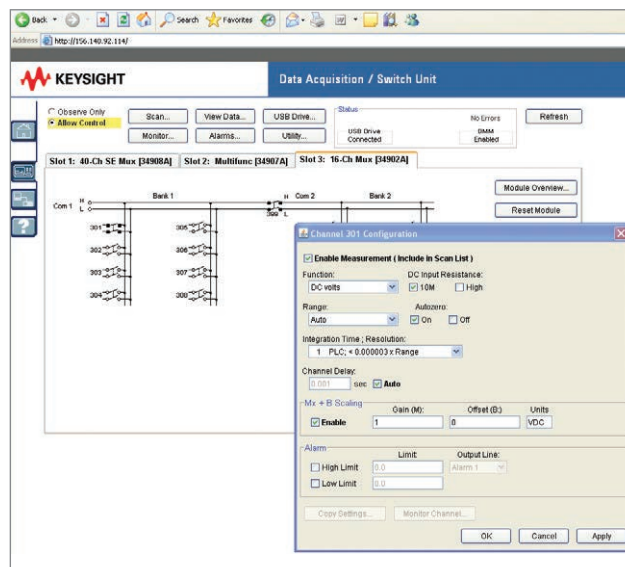 Back Search Favorites
Address http://156.140.92.114/
KEYSIGHT Data Acquisition / Switch Unit
Observe Only
Allow Control
Scan... View Data... USB Drive...
Monitor... Alarms... Utility...
Status
No Errors
USB Drive Connected
DMM Enabled
Refresh
Slot 1: 40-Ch SE Mux [34908A] Slot 2: Multifunc [34907A] Slot 3: 16-Ch Mux [34902A]
Module Overview...
Reset Module
Bank 1 H Com 2 Bank 2
Com 1 H
L 399 L
301 305
302 306
303 307
304 308
Channel 301 Configuration
Enable Measurement ( Include in Scan List )
Function: DC Input Resistance:
DC volts 10M High
Range: Autozero:
Auto On Off
Integration Time ; Resolution:
1 PLC; < 0.000003 x Range
Channel Delay:
0.001 sec Auto
Mx + B Scaling
Gain (M): Offset (B:) Units
Enable 1 0 VDC
Alarm
Limit Output Line:
High Limit 0.0 Alarm 1
Low Limit 0.0
Copy Settings... Monitor Channel...
OK Cancel Apply